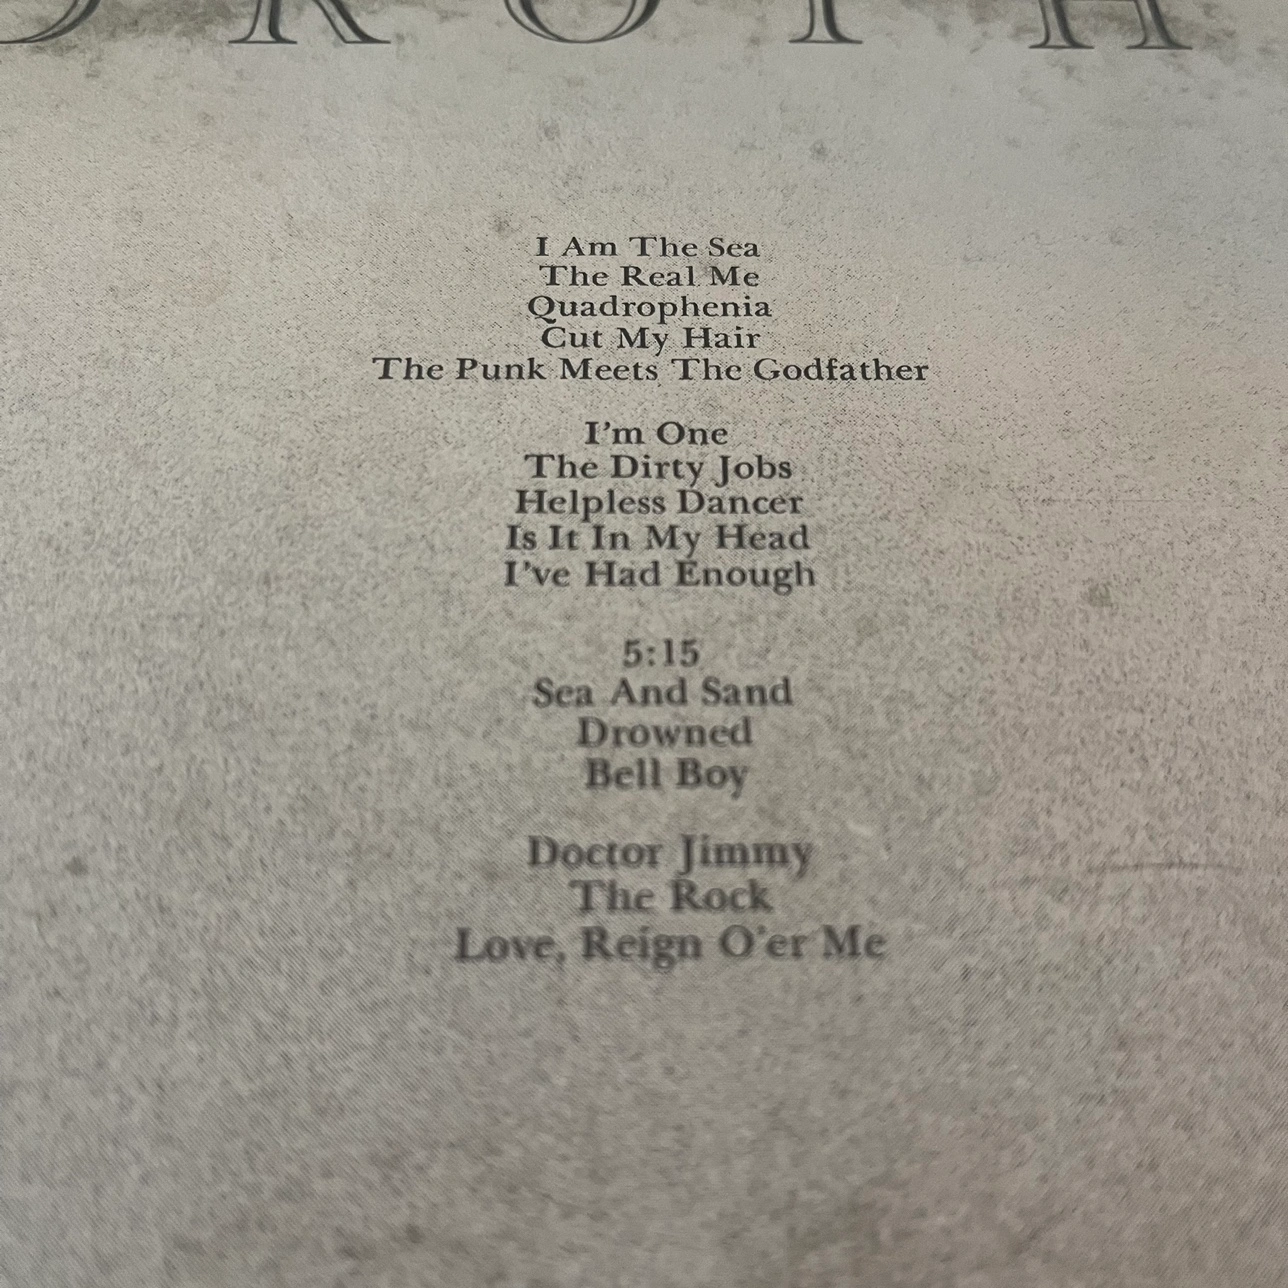 I Am The Sea
The Real Me
Quadrophenia
Cut My Hair
The Punk Meets The Godfather
I'm One
The Dirty Jobs
Helpless Dancer
Is It In My Head
I've Had Enough
5:15
Sea And Sand
Drowned
Bell Boy
Doctor Jimmy
The Rock
Love, Reign O'er Me